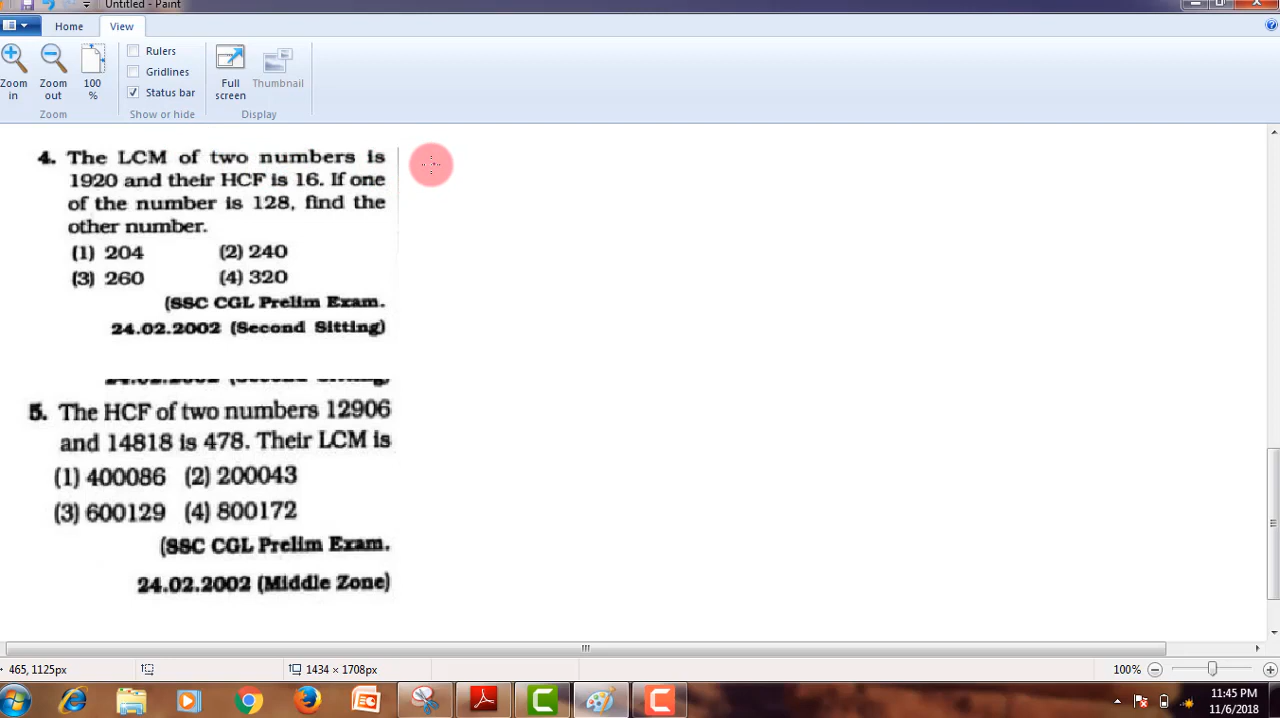 Untitled - Paint
Home View
Zoom in
Zoom out
100 %
Rulers
Gridlines
Status bar
Full screen
Thumbnail
Zoom
Show or hide
Display
4. The LCM of two numbers is
1920 and their HCF is 16. If one
of the number is 128, find the
other number.
(1) 204 (2) 240
(3) 260 (4) 320
(SSC CGL Prelim Exam.
24.02.2002 (Second Sitting)
24.02.2002 (Second Sitting)
5. The HCF of two numbers 12906
and 14818 is 478. Their LCM is
(1) 400086 (2) 200043
(3) 600129 (4) 800172
(SSC CGL Prelim Exam.
24.02.2002 (Middle Zone)
465, 1125px
1434 × 1708px
100%
11:45 PM
11/6/2018